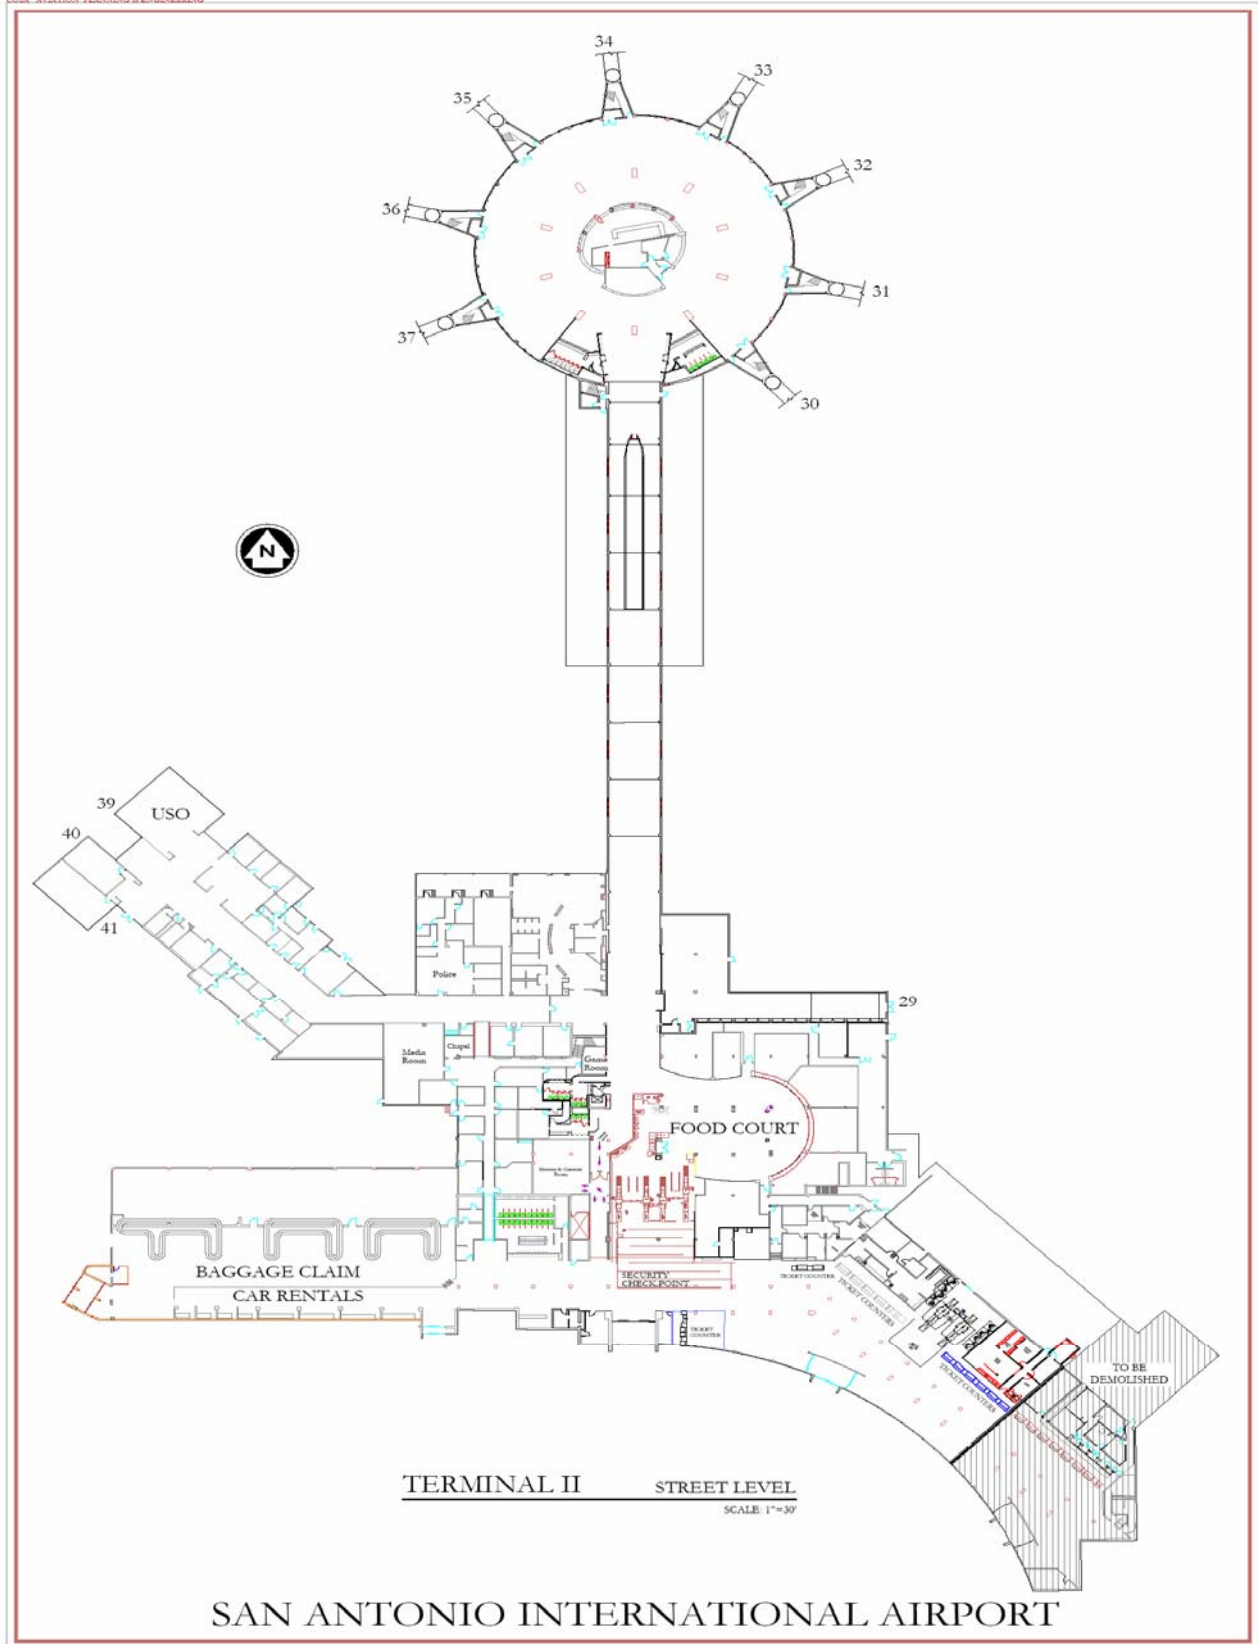 34
33
35
32
36
31
37
30
N
39
USO
40
41
Police
29
Media
Room
Chapel
Game
Room
FOOD COURT
BAGGAGE CLAIM
CAR RENTALS
SECURITY
CHECK POINT
TICKET COUNTER
TICKET COUNTERS
TICKET
COUNTER
TICKET COUNTERS
TO BE
DEMOLISHED
TERMINAL II
STREET LEVEL
SCALE: 1"=30'
SAN ANTONIO INTERNATIONAL AIRPORT